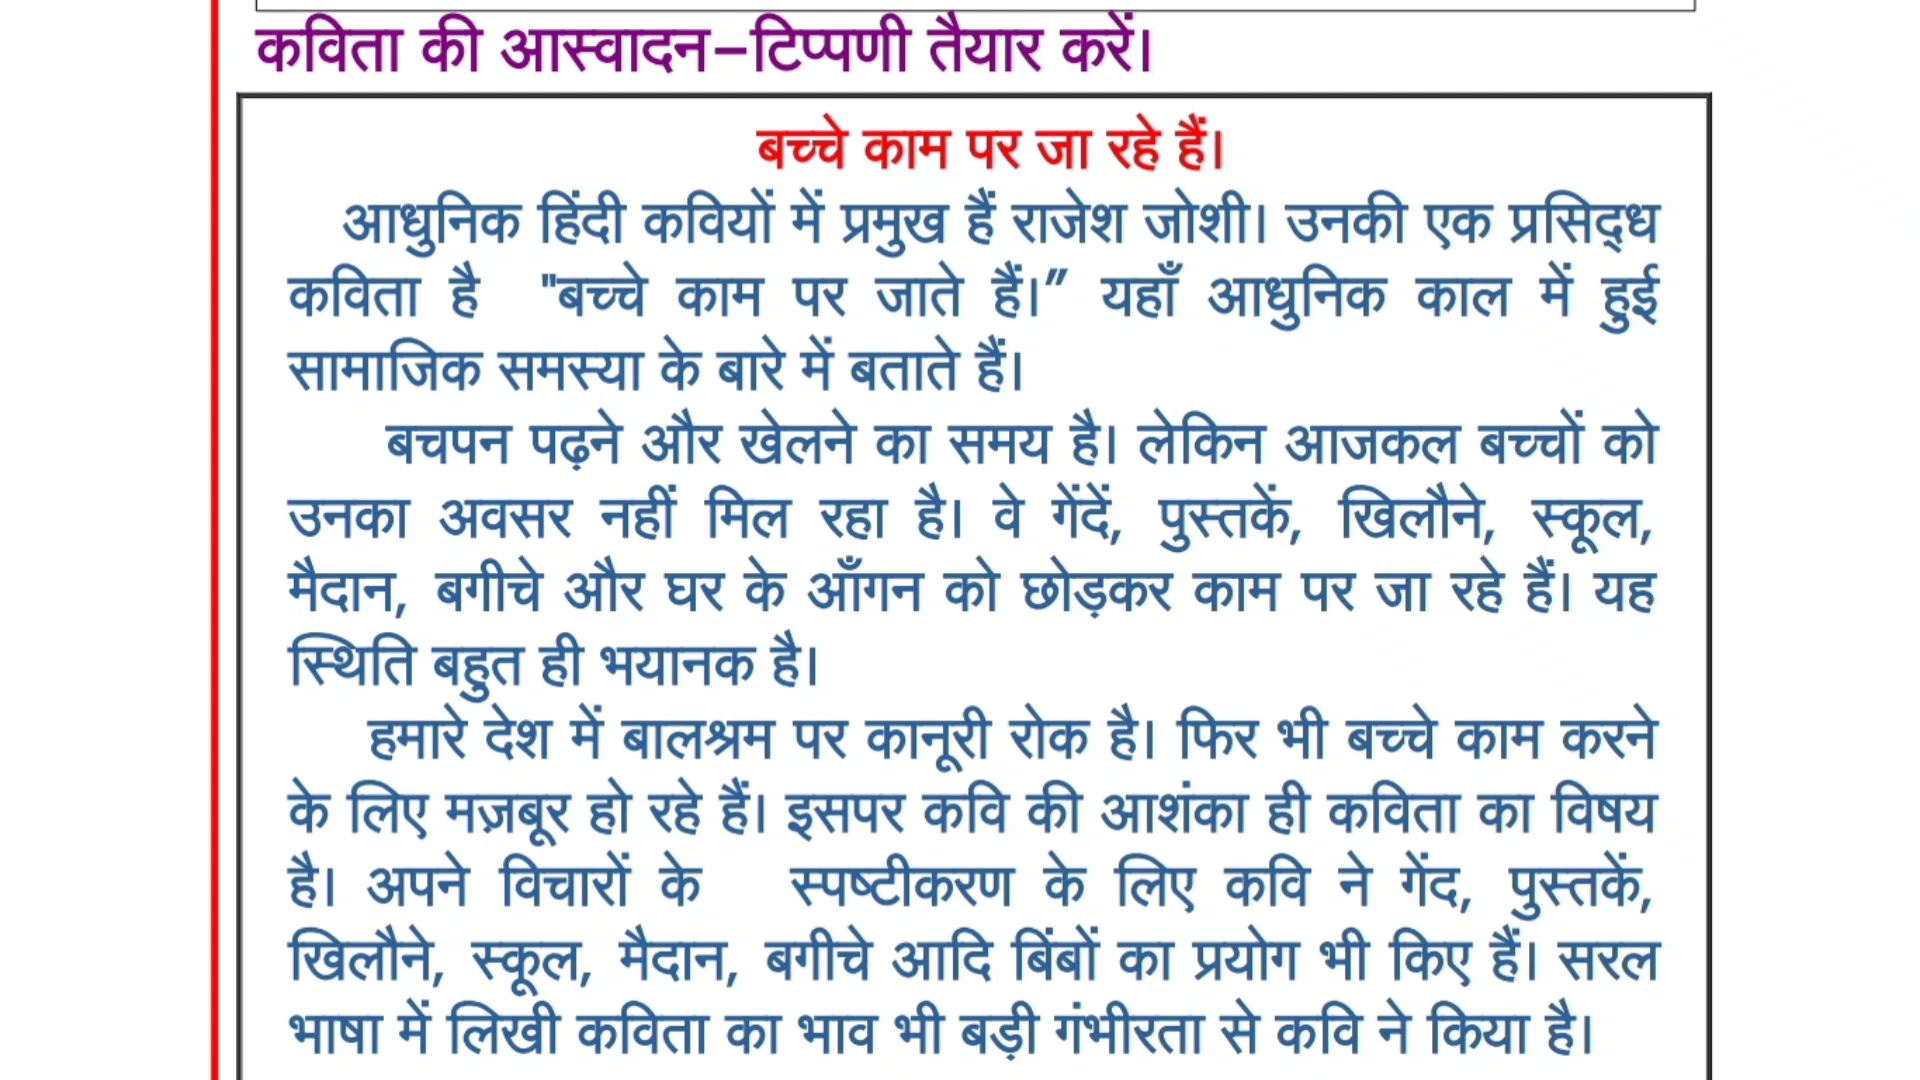 कविता की आस्वादन–टिप्पणी तैयार करें।
बच्चे काम पर जा रहे हैं।
आधुनिक हिंदी कवियों में प्रमुख हैं राजेश जोशी। उनकी एक प्रसिद्ध
कविता है "बच्चे काम पर जाते हैं।” यहाँ आधुनिक काल में हुई
सामाजिक समस्या के बारे में बताते हैं।
बचपन पढ़ने और खेलने का समय है। लेकिन आजकल बच्चों को
उनका अवसर नहीं मिल रहा है। वे गेंदें, पुस्तकें, खिलौने, स्कूल,
मैदान, बगीचे और घर के आँगन को छोड़कर काम पर जा रहे हैं। यह
स्थिति बहुत ही भयानक है।
हमारे देश में बालश्रम पर कानूरी रोक है। फिर भी बच्चे काम करने
के लिए मज़बूर हो रहे हैं। इसपर कवि की आशंका ही कविता का विषय
है। अपने विचारों के स्पष्टीकरण के लिए कवि ने गेंद, पुस्तकें,
खिलौने, स्कूल, मैदान, बगीचे आदि बिंबों का प्रयोग भी किए हैं। सरल
भाषा में लिखी कविता का भाव भी बड़ी गंभीरता से कवि ने किया है।